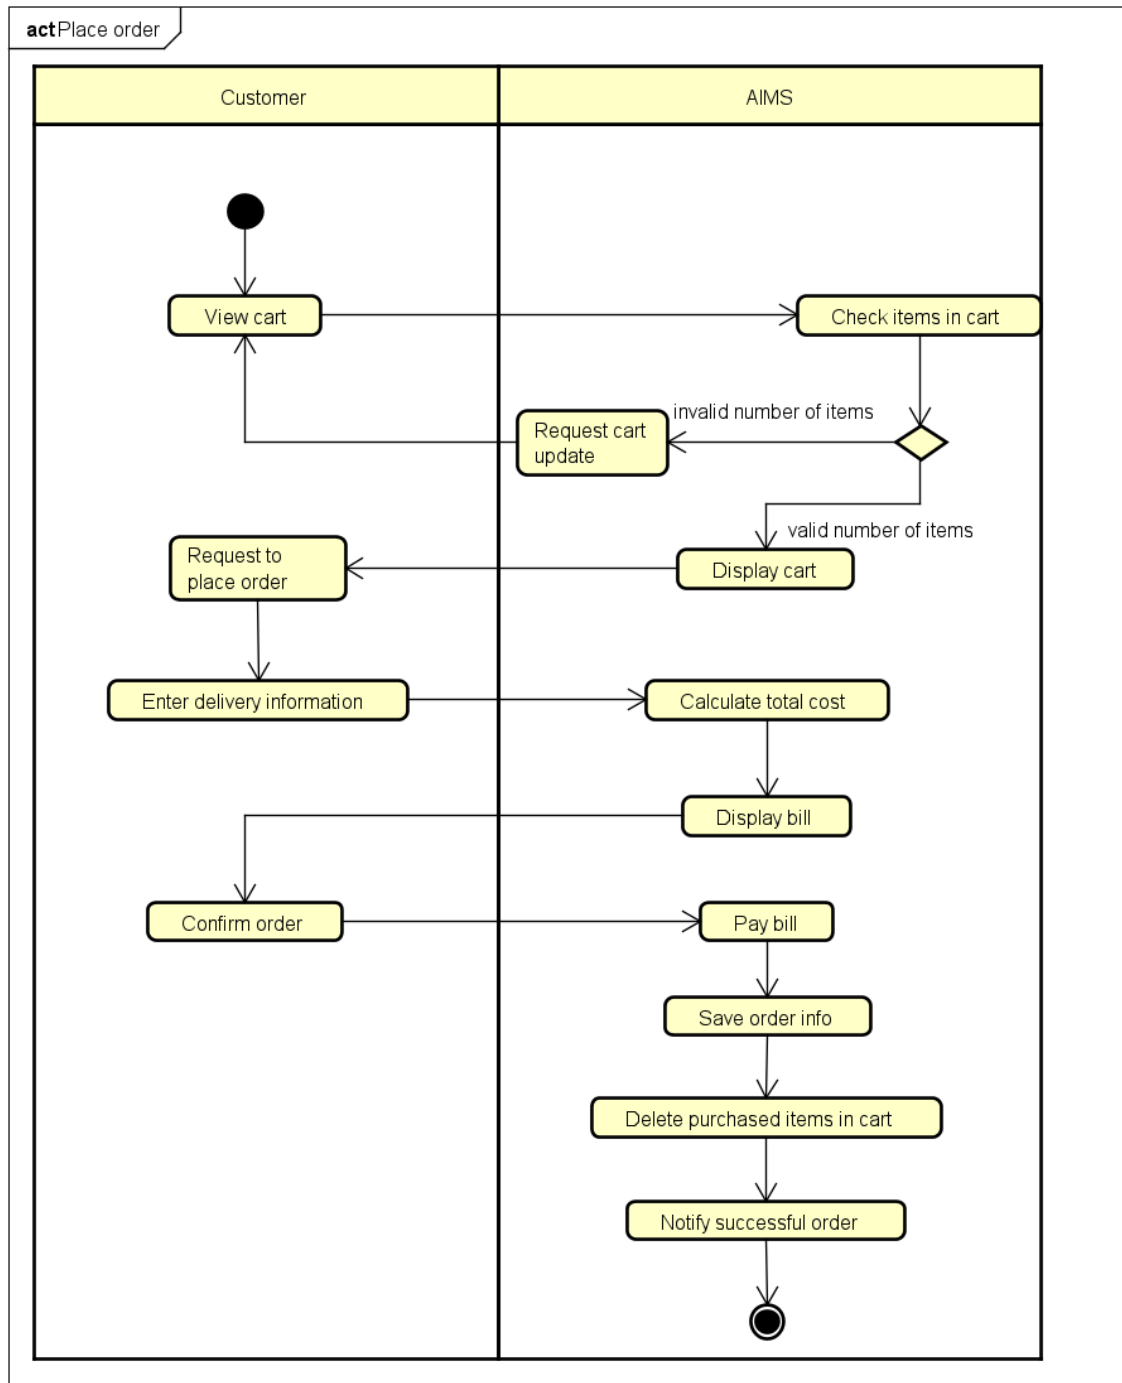 act Place order
Customer
AIMS
View cart
Check items in cart
invalid number of items
Request cart
update
valid number of items
Request to
place order
Display cart
Enter delivery information
Calculate total cost
Display bill
Confirm order
Pay bill
Save order info
Delete purchased items in cart
Notify successful order